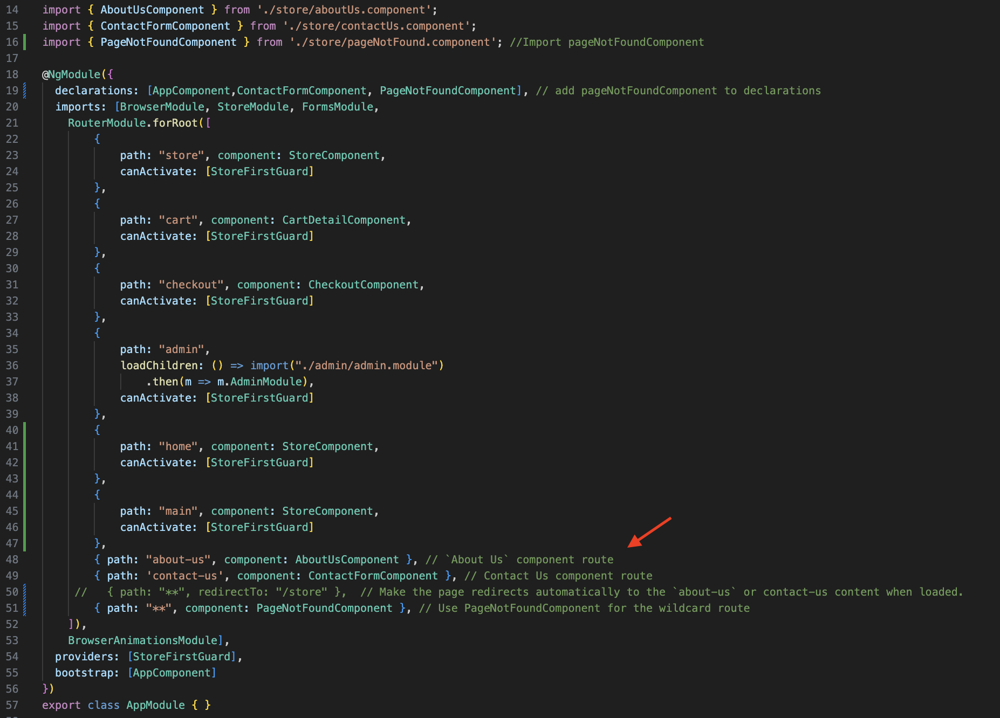 14 import { AboutUsComponent } from './store/aboutUs.component';
15 import { ContactFormComponent } from './store/contactUs.component';
16 import { PageNotFoundComponent } from './store/pageNotFound.component'; //Import pageNotFoundComponent
17
18 @NgModule({
19   declarations: [AppComponent,ContactFormComponent, PageNotFoundComponent], // add pageNotFoundComponent to declarations
20   imports: [BrowserModule, StoreModule, FormsModule,
21     RouterModule.forRoot([
22         {
23             path: "store", component: StoreComponent,
24             canActivate: [StoreFirstGuard]
25         },
26         {
27             path: "cart", component: CartDetailComponent,
28             canActivate: [StoreFirstGuard]
29         },
30         {
31             path: "checkout", component: CheckoutComponent,
32             canActivate: [StoreFirstGuard]
33         },
34         {
35             path: "admin",
36             loadChildren: () => import("./admin/admin.module")
37                 .then(m => m.AdminModule),
38             canActivate: [StoreFirstGuard]
39         },
40         {
41             path: "home", component: StoreComponent,
42             canActivate: [StoreFirstGuard]
43         },
44         {
45             path: "main", component: StoreComponent,
46             canActivate: [StoreFirstGuard]
47         },
48         { path: "about-us", component: AboutUsComponent }, // `About Us` component route
49         { path: 'contact-us', component: ContactFormComponent }, // Contact Us component route
50      //   { path: "**", redirectTo: "/store" },  // Make the page redirects automatically to the `about-us` or contact-us content when loaded.
51         { path: "**", component: PageNotFoundComponent }, // Use PageNotFoundComponent for the wildcard route
52     ]),
53     BrowserAnimationsModule],
54   providers: [StoreFirstGuard],
55   bootstrap: [AppComponent]
56 })
57 export class AppModule { }